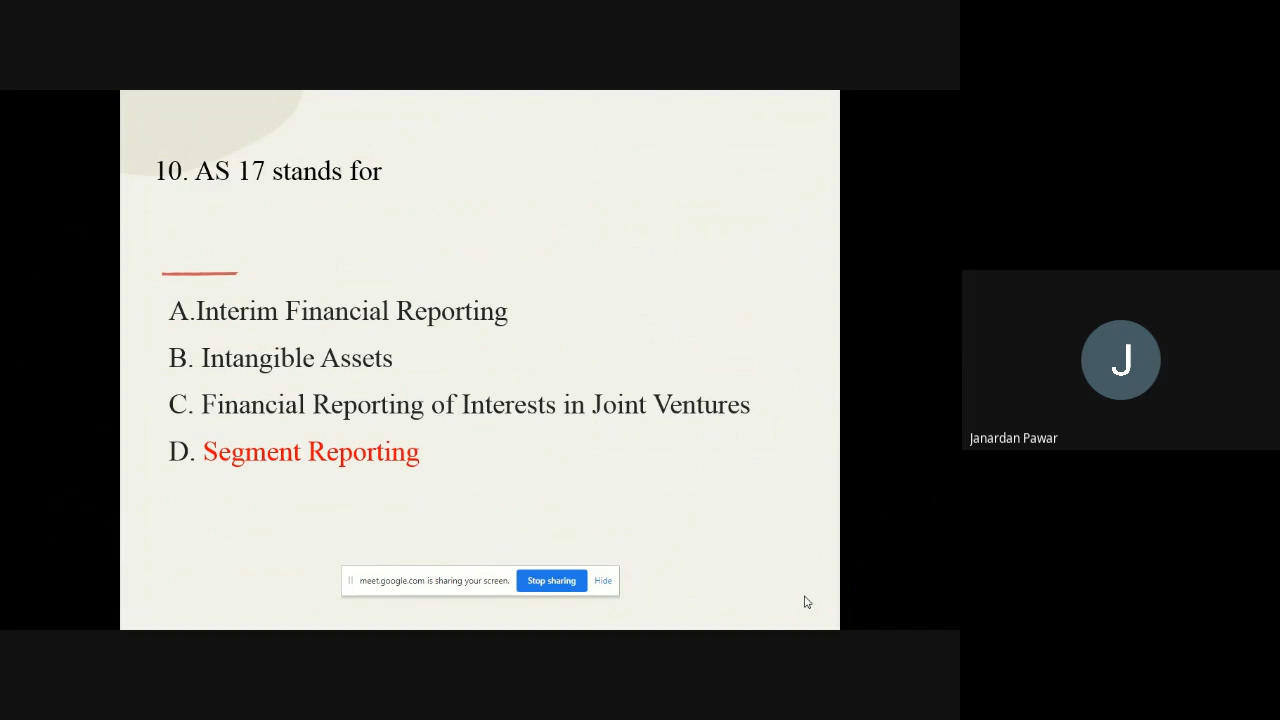 10. AS 17 stands for
A.Interim Financial Reporting
B. Intangible Assets
C. Financial Reporting of Interests in Joint Ventures
D. Segment Reporting
meet.google.com is sharing your screen. Stop sharing Hide
J
Janardan Pawar